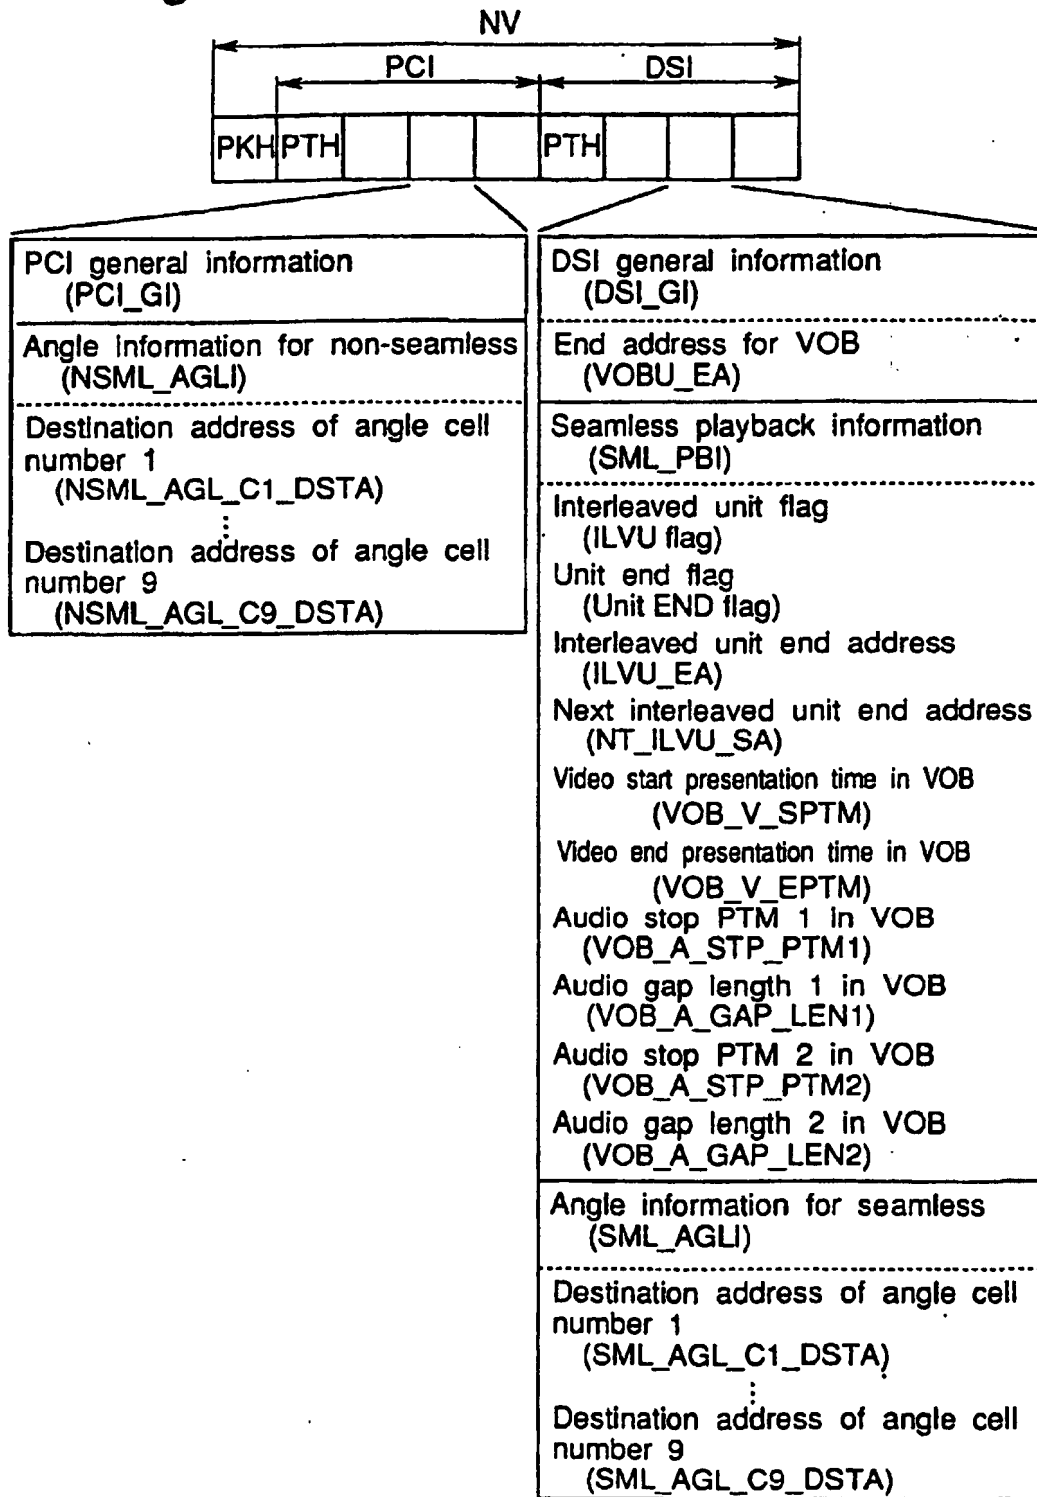 NV
PCI DSI
PKH PTH PTH
PCI general information
(PCI_GI)
Angle information for non-seamless
(NSML_AGLI)
Destination address of angle cell
number 1
(NSML_AGL_C1_DSTA)
⋮
Destination address of angle cell
number 9
(NSML_AGL_C9_DSTA)
DSI general information
(DSI_GI)
End address for VOB
(VOBU_EA)
Seamless playback information
(SML_PBI)
Interleaved unit flag
(ILVU flag)
Unit end flag
(Unit END flag)
Interleaved unit end address
(ILVU_EA)
Next interleaved unit end address
(NT_ILVU_SA)
Video start presentation time in VOB
(VOB_V_SPTM)
Video end presentation time in VOB
(VOB_V_EPTM)
Audio stop PTM 1 in VOB
(VOB_A_STP_PTM1)
Audio gap length 1 in VOB
(VOB_A_GAP_LEN1)
Audio stop PTM 2 in VOB
(VOB_A_STP_PTM2)
Audio gap length 2 in VOB
(VOB_A_GAP_LEN2)
Angle information for seamless
(SML_AGLI)
Destination address of angle cell
number 1
(SML_AGL_C1_DSTA)
⋮
Destination address of angle cell
number 9
(SML_AGL_C9_DSTA)